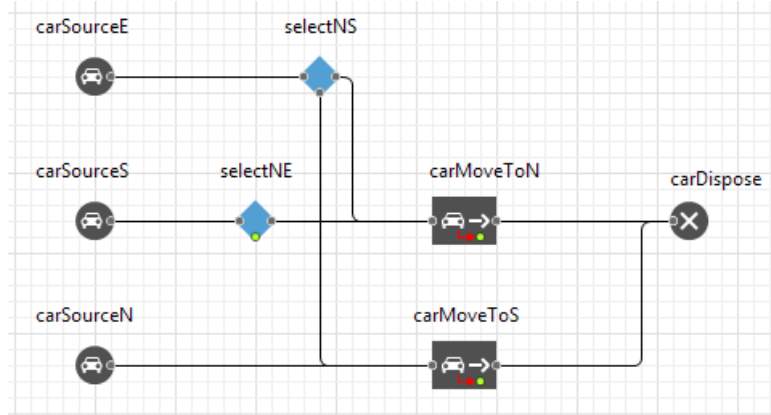 carSourceE
selectNS
carSourceS
selectNE
carMoveToN
carDispose
carSourceN
carMoveToS